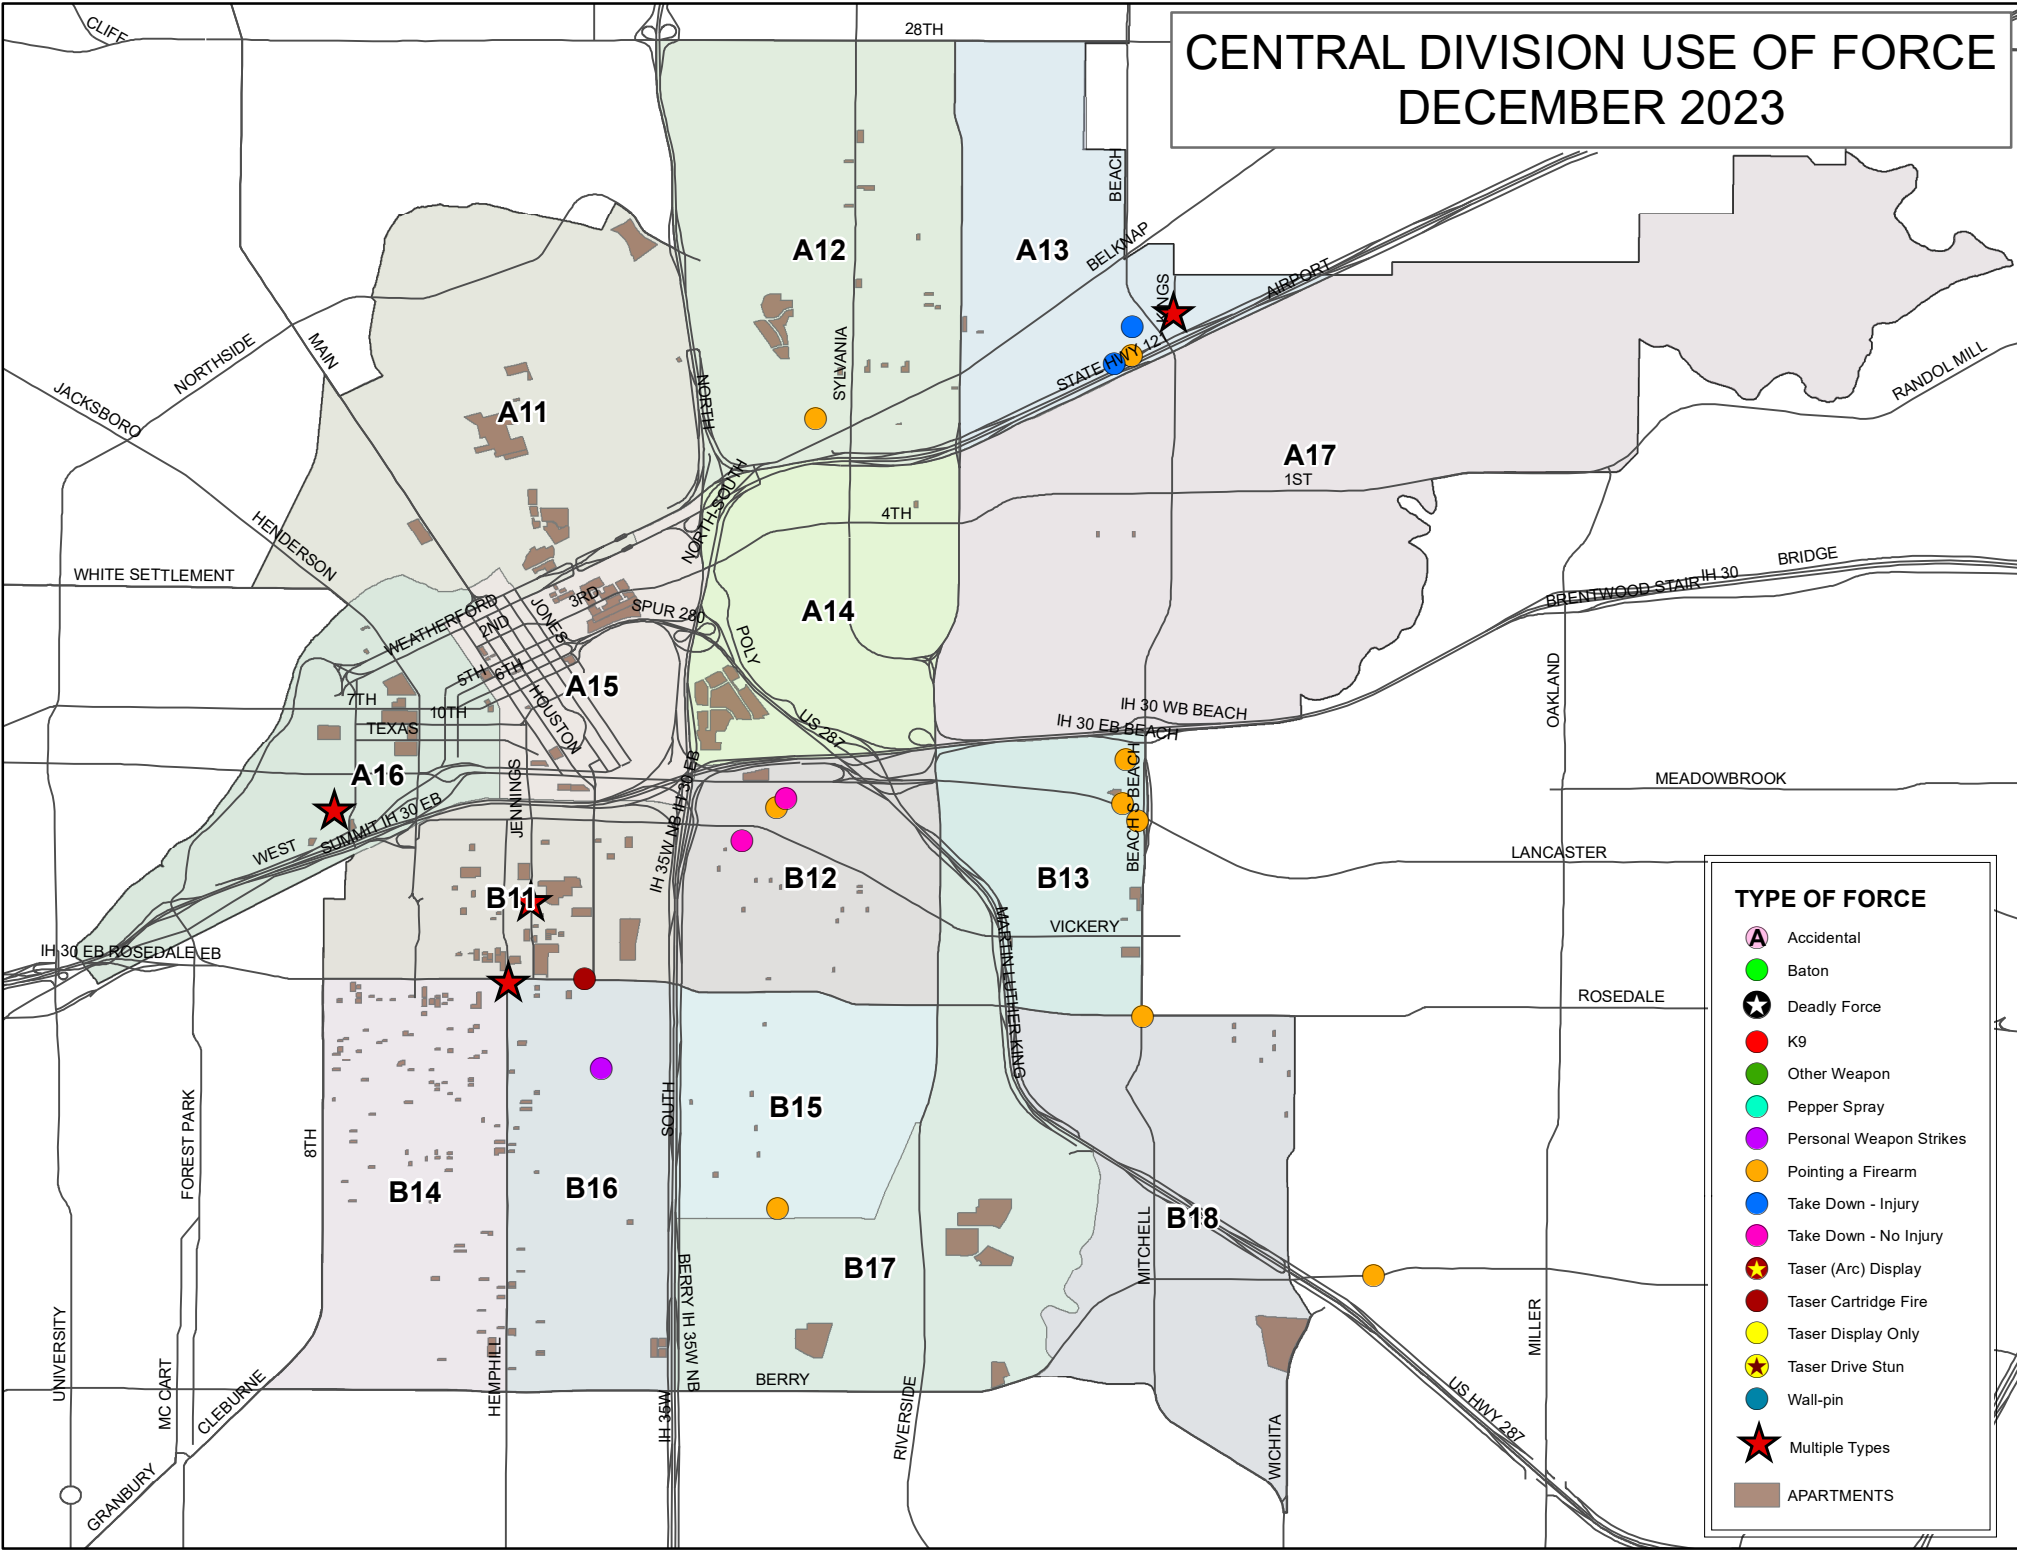 CENTRAL DIVISION USE OF FORCE
DECEMBER 2023
CLIFF
28TH
BEACH
BELKNAP
A12
A13
KINGS
AIRPORT
NORTHSIDE
MAIN
SYLVANIA
STATE HWY 121
JACKSBORO
NORTH
RANDOL MILL
A11
A17
1ST
NORTH-SOUTH
4TH
HENDERSON
WHITE SETTLEMENT
BRIDGE
IH 30
BRENTWOOD STAIR
WEATHERFORD
2ND
JONES
3RD
SPUR 280
A14
POLY
5TH
6TH
A15
7TH
10TH
HOUSTON
TEXAS
US 287
IH 30 WB BEACH
IH 30 EB BEACH
OAKLAND
A16
JENNINGS
MEADOWBROOK
SUMMIT IH 30 EB
WEST
IH 35W NB IH 30 EB
BEACH S BEACH
LANCASTER
B11
B12
B13
VICKERY
MARTIN LUTHER KING
IH 30 EB ROSEDALE EB
ROSEDALE
FOREST PARK
8TH
SOUTH
B15
B14
B16
B18
MITCHELL
B17
BERRY IH 35W NB
UNIVERSITY
MC CART
CLEBURNE
HEMPHILL
BERRY
MILLER
IH 35W
RIVERSIDE
WICHITA
US HWY 287
GRANBURY
TYPE OF FORCE
A Accidental
Baton
Deadly Force
K9
Other Weapon
Pepper Spray
Personal Weapon Strikes
Pointing a Firearm
Take Down - Injury
Take Down - No Injury
Taser (Arc) Display
Taser Cartridge Fire
Taser Display Only
Taser Drive Stun
Wall-pin
Multiple Types
APARTMENTS